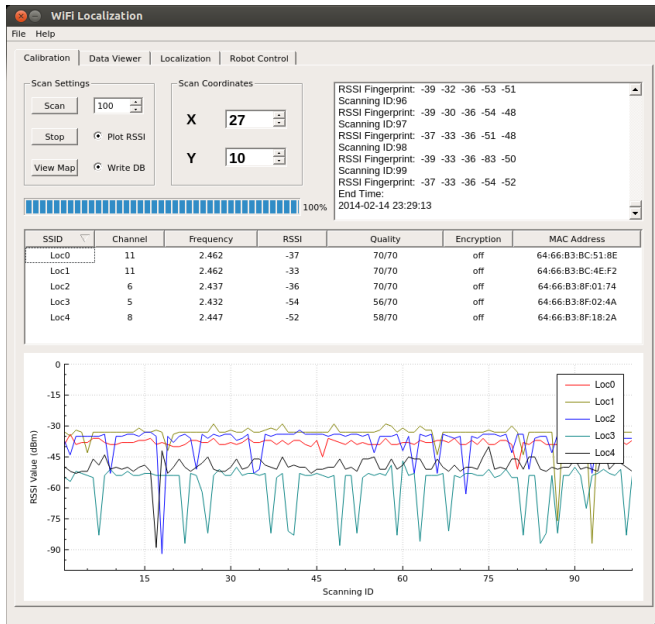 WiFi Localization
File Help
Calibration Data Viewer Localization Robot Control
Scan Settings
Scan 100
Stop Plot RSSI
View Map Write DB
Scan Coordinates
X 27
Y 10
100%
RSSI Fingerprint: -39 -32 -36 -53 -51
Scanning ID:96
RSSI Fingerprint: -39 -30 -36 -54 -48
Scanning ID:97
RSSI Fingerprint: -37 -33 -36 -51 -48
Scanning ID:98
RSSI Fingerprint: -39 -33 -36 -83 -50
Scanning ID:99
RSSI Fingerprint: -37 -33 -36 -54 -52
End Time:
2014-02-14 23:29:13
SSID Channel Frequency RSSI Quality Encryption MAC Address
Loc0 11 2.462 -37 70/70 off 64:66:B3:BC:51:8E
Loc1 11 2.462 -33 70/70 off 64:66:B3:BC:4E:F2
Loc2 6 2.437 -36 70/70 off 64:66:B3:8F:01:74
Loc3 5 2.432 -54 56/70 off 64:66:B3:8F:02:4A
Loc4 8 2.447 -52 58/70 off 64:66:B3:8F:18:2A
RSSI Value (dBm)
0
-15
-30
-45
-60
-75
-90
Loc0
Loc1
Loc2
Loc3
Loc4
15 30 45 60 75 90
Scanning ID